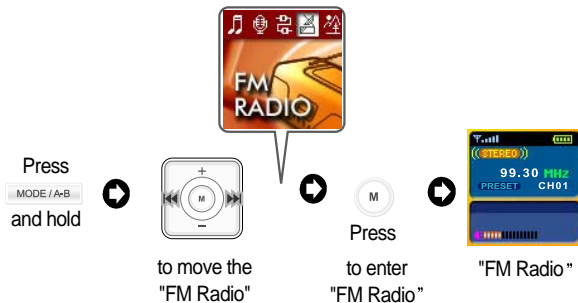 FM
RADIO
Press
MODE / A•B
and hold
+
M
−
to move the
"FM Radio"
M
Press
to enter
"FM Radio"
((STEREO))
99.30 MHz
PRESET CH01
"FM Radio"